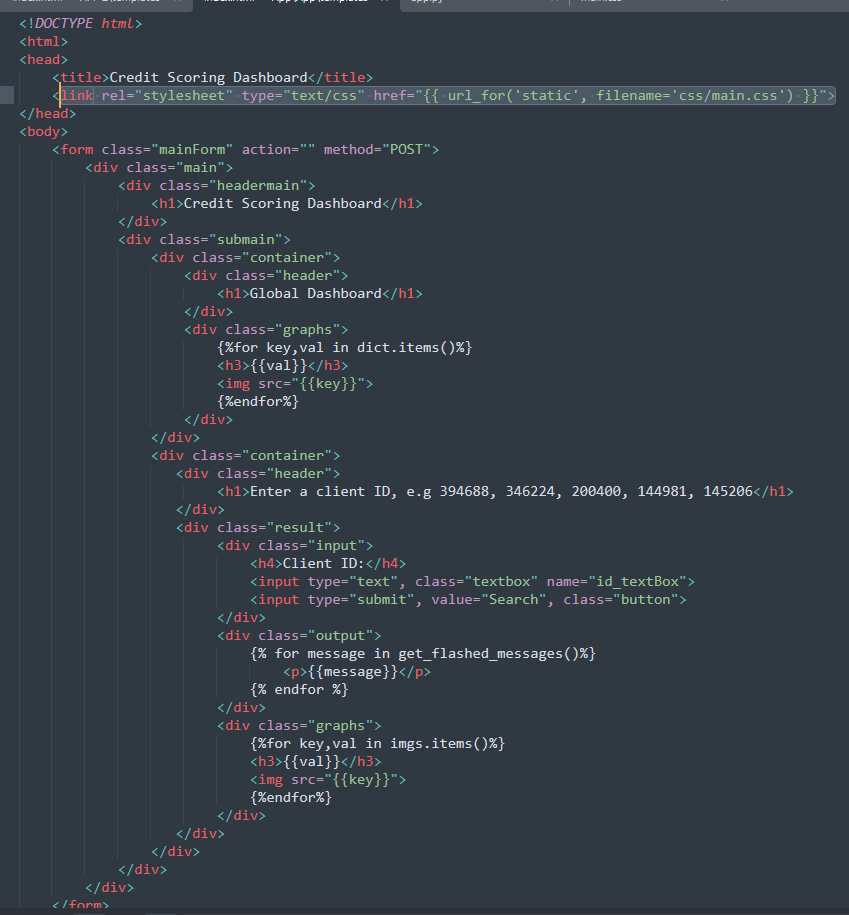 <!DOCTYPE html>
<html>
<head>
<title>Credit Scoring Dashboard</title>
<link rel="stylesheet" type="text/css" href="{{ url_for('static', filename='css/main.css') }}">
</head>
<body>
<form class="mainForm" action="" method="POST">
<div class="main">
<div class="headermain">
<h1>Credit Scoring Dashboard</h1>
</div>
<div class="submain">
<div class="container">
<div class="header">
<h1>Global Dashboard</h1>
</div>
<div class="graphs">
{%for key,val in dict.items()%}
<h3>{{val}}</h3>
<img src="{{key}}">
{%endfor%}
</div>
</div>
<div class="container">
<div class="header">
<h1>Enter a client ID, e.g 394688, 346224, 200400, 144981, 145206</h1>
</div>
<div class="result">
<div class="input">
<h4>Client ID:</h4>
<input type="text", class="textbox" name="id_textBox">
<input type="submit", value="Search", class="button">
</div>
<div class="output">
{% for message in get_flashed_messages()%}
<p>{{message}}</p>
{% endfor %}
</div>
<div class="graphs">
{%for key,val in imgs.items()%}
<h3>{{val}}</h3>
<img src="{{key}}">
{%endfor%}
</div>
</div>
</div>
</div>
</div>
</form>